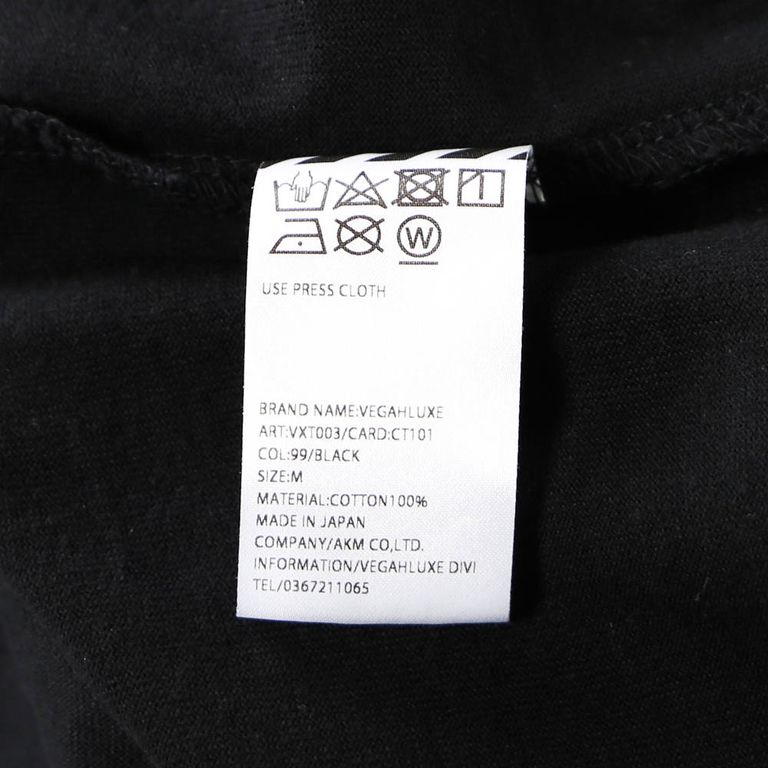 W
USE PRESS CLOTH
BRAND NAME:VEGAHLUXE
ART:VXT003/CARD:CT101
COL:99/BLACK
SIZE:M
MATERIAL:COTTON100%
MADE IN JAPAN
COMPANY/AKM CO,LTD.
INFORMATION/VEGAHLUXE DIVI
TEL/0367211065